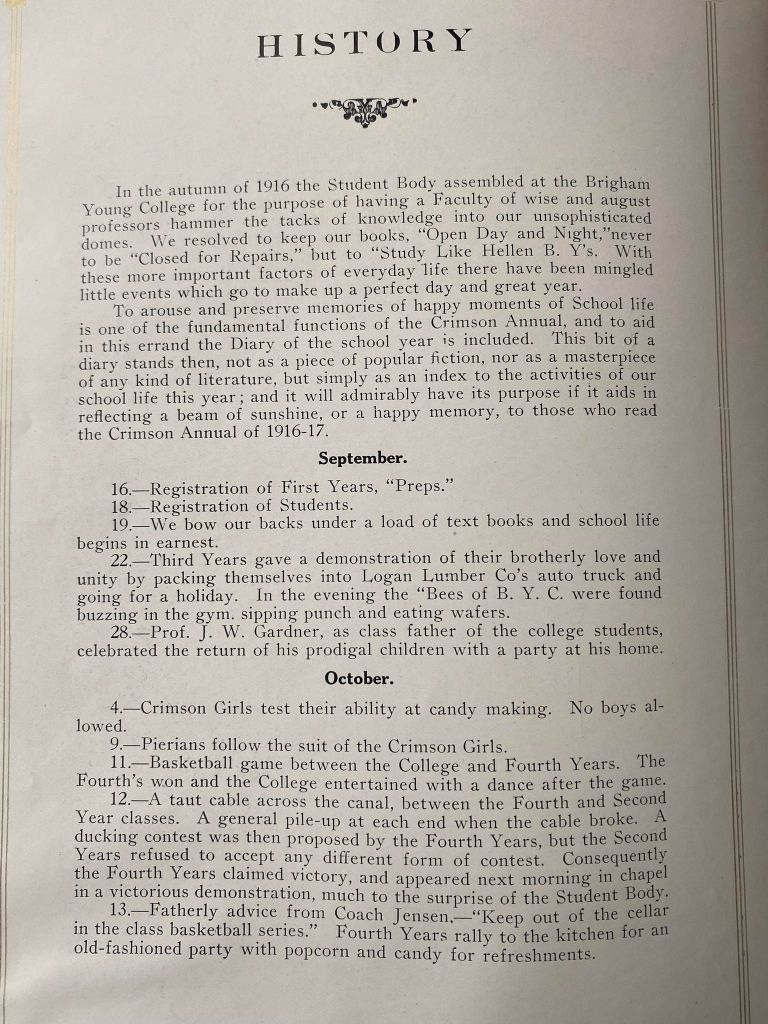 HISTORY
In the autumn of 1916 the Student Body assembled at the Brigham
Young College for the purpose of having a Faculty of wise and august
professors hammer the tacks of knowledge into our unsophisticated
domes. We resolved to keep our books, "Open Day and Night,"never
to be "Closed for Repairs," but to "Study Like Hellen B. Y's. With
these more important factors of everyday life there have been mingled
little events which go to make up a perfect day and great year.
To arouse and preserve memories of happy moments of School life
is one of the fundamental functions of the Crimson Annual, and to aid
in this errand the Diary of the school year is included. This bit of a
diary stands then, not as a piece of popular fiction, nor as a masterpiece
of any kind of literature, but simply as an index to the activities of our
school life this year; and it will admirably have its purpose if it aids in
reflecting a beam of sunshine, or a happy memory, to those who read
the Crimson Annual of 1916-17.
September.
16.—Registration of First Years, "Preps."
18.—Registration of Students.
19.—We bow our backs under a load of text books and school life
begins in earnest.
22.—Third Years gave a demonstration of their brotherly love and
unity by packing themselves into Logan Lumber Co's auto truck and
going for a holiday. In the evening the "Bees of B. Y. C. were found
buzzing in the gym. sipping punch and eating wafers.
28.—Prof. J. W. Gardner, as class father of the college students,
celebrated the return of his prodigal children with a party at his home.
October.
4.—Crimson Girls test their ability at candy making. No boys al-
lowed.
9.—Pierians follow the suit of the Crimson Girls.
11.—Basketball game between the College and Fourth Years. The
Fourth's won and the College entertained with a dance after the game.
12.—A taut cable across the canal, between the Fourth and Second
Year classes. A general pile-up at each end when the cable broke. A
ducking contest was then proposed by the Fourth Years, but the Second
Years refused to accept any different form of contest. Consequently
the Fourth Years claimed victory, and appeared next morning in chapel
in a victorious demonstration, much to the surprise of the Student Body.
13.—Fatherly advice from Coach Jensen.—"Keep out of the cellar
in the class basketball series." Fourth Years rally to the kitchen for an
old-fashioned party with popcorn and candy for refreshments.